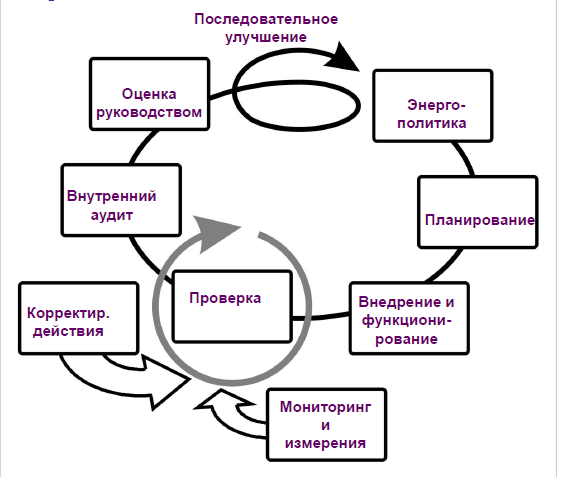 Последовательное
улучшение
Оценка
руководством
Энерго-
политика
Внутренний
аудит
Планирование
Проверка
Внедрение и
функциони-
рование
Корректир.
действия
Мониторинг
и
измерения